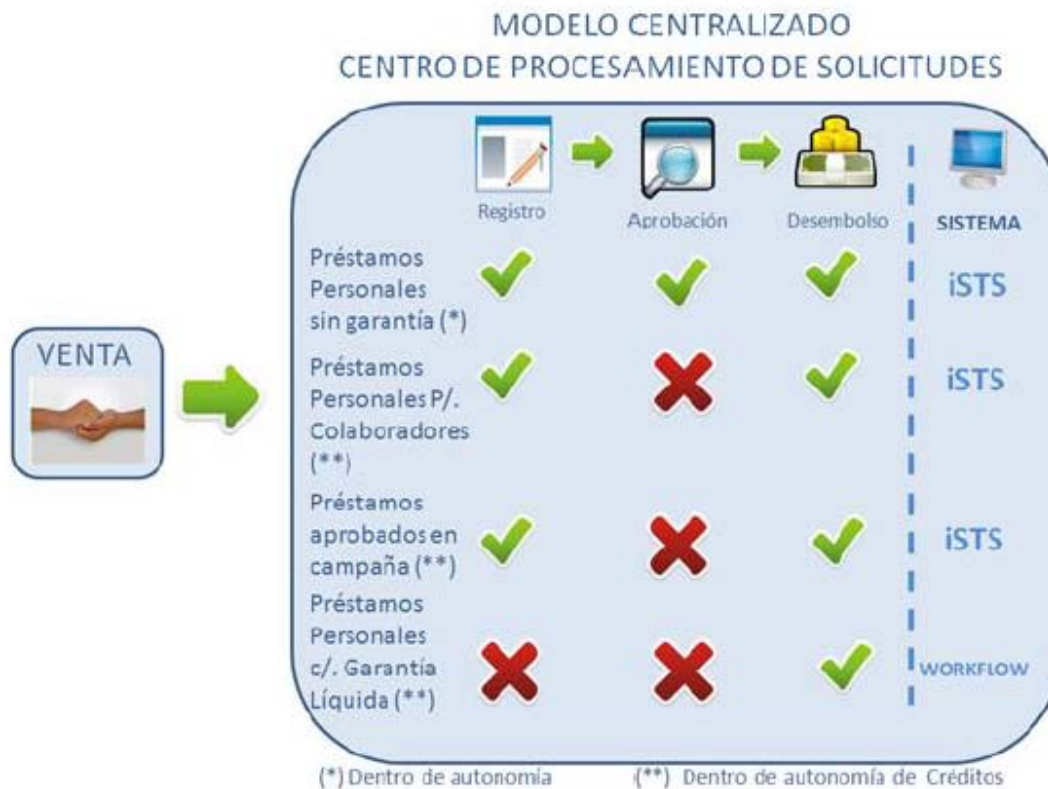 MODELO CENTRALIZADO
CENTRO DE PROCESAMIENTO DE SOLICITUDES
Registro
Aprobación
Desembolso
SISTEMA
Préstamos
Personales
sin garantía (*)
iSTS
VENTA
Préstamos
Personales P/.
Colaboradores
(**)
iSTS
Préstamos
aprobados en
campaña (**)
iSTS
Préstamos
Personales
c/. Garantía
Líquida (**)
WORKFLOW
(*) Dentro de autonomía
(**) Dentro de autonomía de Créditos